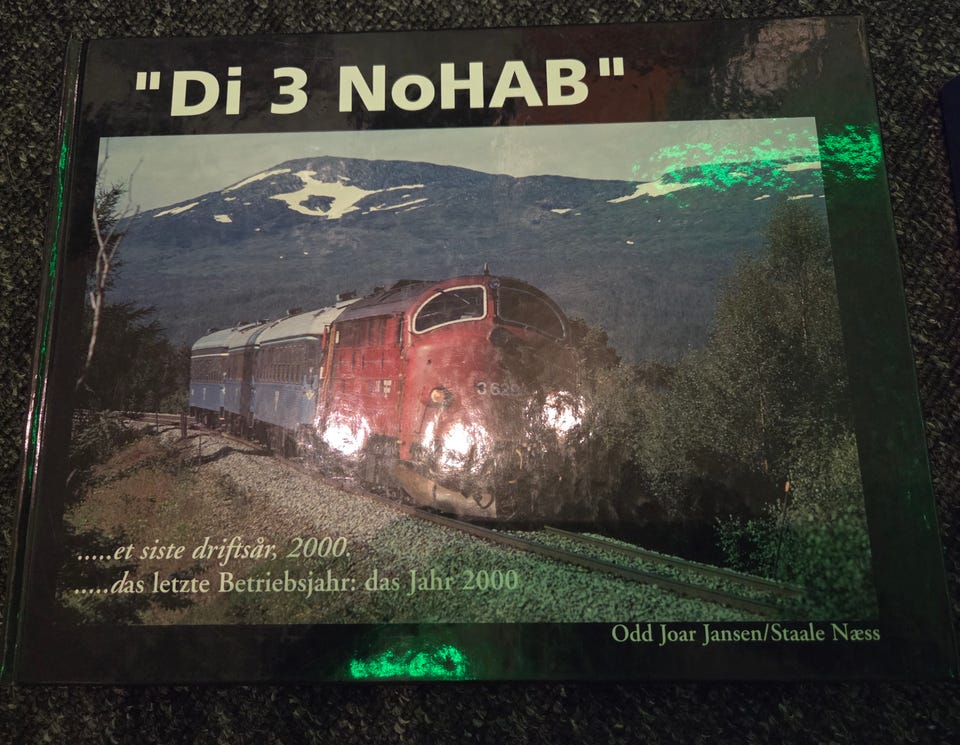 "Di 3 NoHAB"
.....et siste driftsår, 2000.
.....das letzte Betriebsjahr: das Jahr 2000
Odd Joar Jansen/Staale Næss